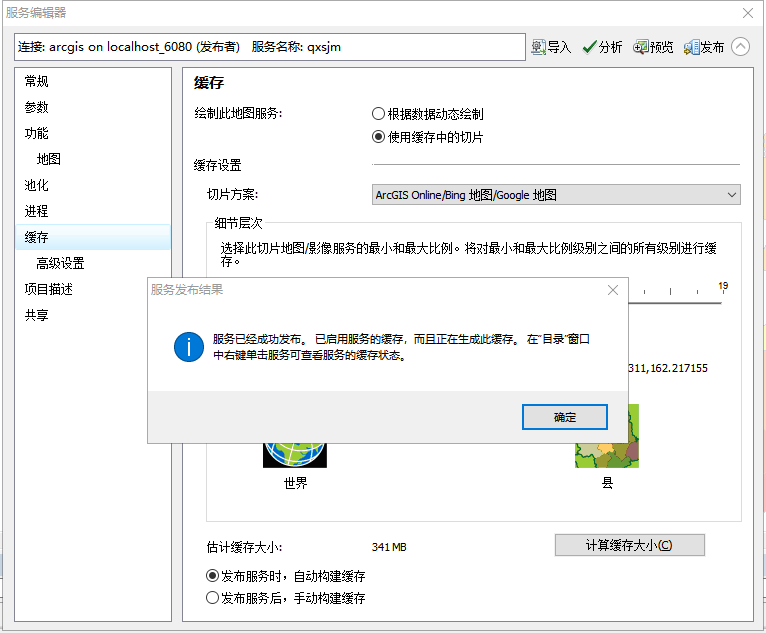 服务编辑器
连接: arcgis on localhost_6080 (发布者) 服务名称: qxsjm
导入 分析 预览 发布
常规
参数
功能
地图
池化
进程
缓存
高级设置
项目描述
共享
缓存
绘制此地图服务:
根据数据动态绘制
使用缓存中的切片
缓存设置
切片方案:
ArcGIS Online/Bing 地图/Google 地图
细节层次
选择此切片地图/影像服务的最小和最大比例。将对最小和最大比例级别之间的所有级别进行缓
存。
19
服务发布结果
服务已经成功发布。 已启用服务的缓存，而且正在生成此缓存。 在“目录”窗口
中右键单击服务可查看服务的缓存状态。
311,162.217155
确定
世界
县
估计缓存大小:
341 MB
计算缓存大小(C)
发布服务时，自动构建缓存
发布服务后，手动构建缓存